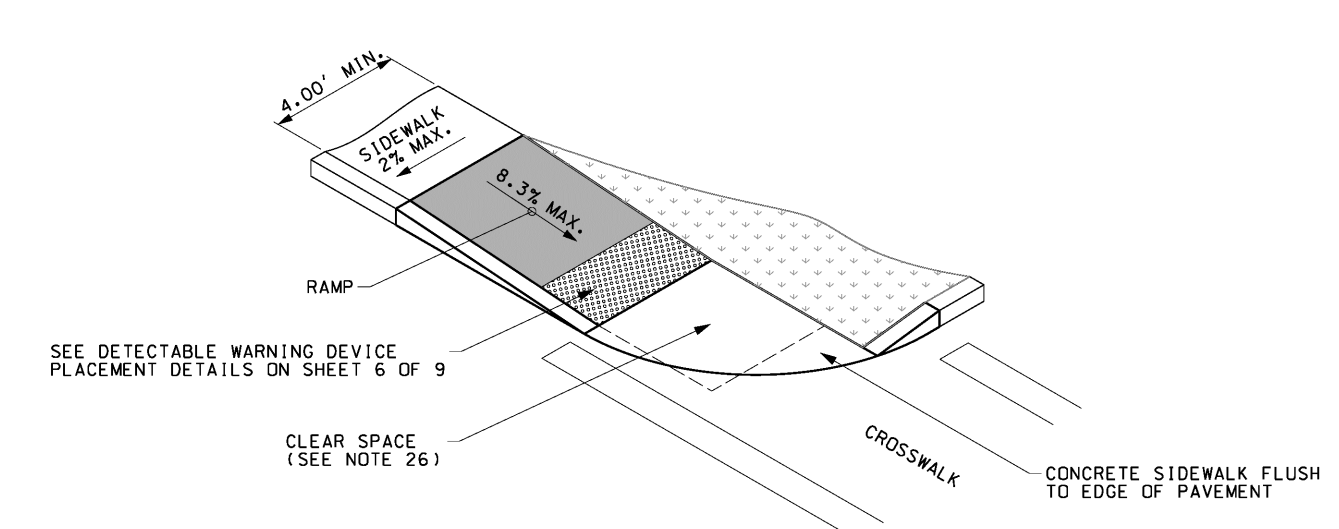 4.00' MIN.
SIDEWALK
2% MAX.
8.3% MAX.
RAMP
SEE DETECTABLE WARNING DEVICE
PLACEMENT DETAILS ON SHEET 6 OF 9
CLEAR SPACE
(SEE NOTE 26)
CROSSWALK
CONCRETE SIDEWALK FLUSH
TO EDGE OF PAVEMENT